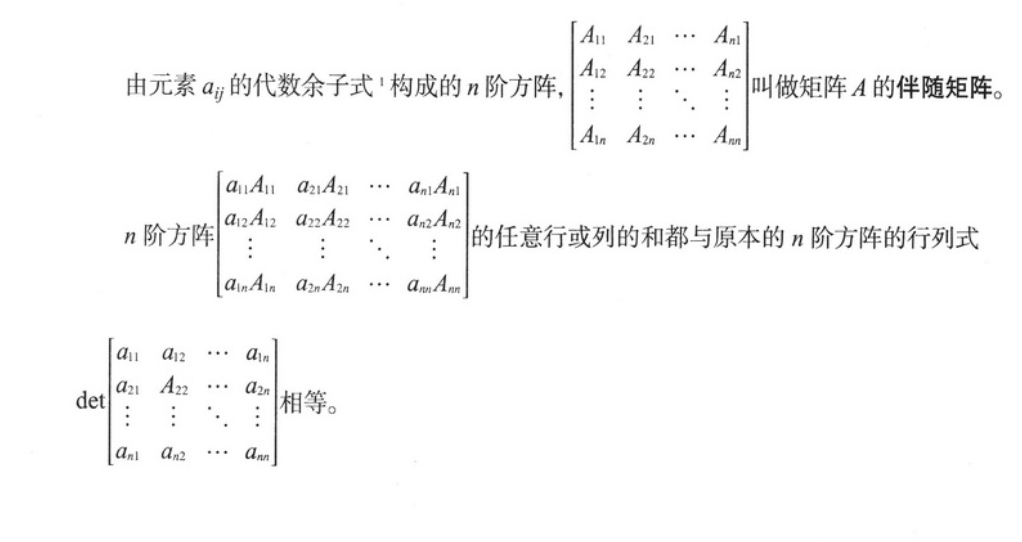 由元素 a_{ij} 的代数余子式¹构成的 n 阶方阵, \begin{bmatrix} A_{11} & A_{21} & \cdots & A_{n1} \\ A_{12} & A_{22} & \cdots & A_{n2} \\ \vdots & \vdots & \ddots & \vdots \\ A_{1n} & A_{2n} & \cdots & A_{nn} \end{bmatrix} 叫做矩阵 A 的伴随矩阵。
n 阶方阵 \begin{bmatrix} a_{11}A_{11} & a_{21}A_{21} & \cdots & a_{n1}A_{n1} \\ a_{12}A_{12} & a_{22}A_{22} & \cdots & a_{n2}A_{n2} \\ \vdots & \vdots & \ddots & \vdots \\ a_{1n}A_{1n} & a_{2n}A_{2n} & \cdots & a_{nn}A_{nn} \end{bmatrix} 的任意行或列的和都与原本的 n 阶方阵的行列式
det \begin{bmatrix} a_{11} & a_{12} & \cdots & a_{1n} \\ a_{21} & A_{22} & \cdots & a_{2n} \\ \vdots & \vdots & \ddots & \vdots \\ a_{n1} & a_{n2} & \cdots & a_{nn} \end{bmatrix} 相等。